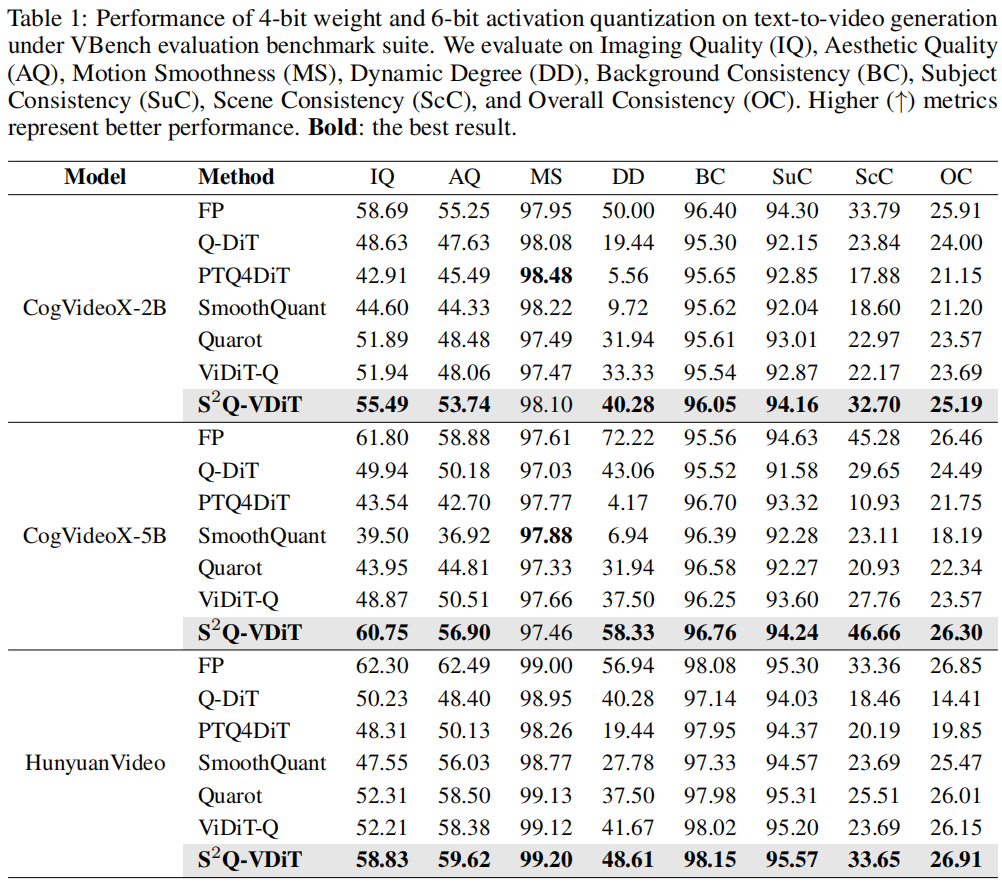 Table 1: Performance of 4-bit weight and 6-bit activation quantization on text-to-video generation
under VBench evaluation benchmark suite. We evaluate on Imaging Quality (IQ), Aesthetic Quality
(AQ), Motion Smoothness (MS), Dynamic Degree (DD), Background Consistency (BC), Subject
Consistency (SuC), Scene Consistency (ScC), and Overall Consistency (OC). Higher (↑) metrics
represent better performance. Bold: the best result.
Model Method IQ AQ MS DD BC SuC ScC OC
FP 58.69 55.25 97.95 50.00 96.40 94.30 33.79 25.91
Q-DiT 48.63 47.63 98.08 19.44 95.30 92.15 23.84 24.00
PTQ4DiT 42.91 45.49 98.48 5.56 95.65 92.85 17.88 21.15
CogVideoX-2B SmoothQuant 44.60 44.33 98.22 9.72 95.62 92.04 18.60 21.20
Quarot 51.89 48.48 97.49 31.94 95.61 93.01 22.97 23.57
ViDiT-Q 51.94 48.06 97.47 33.33 95.54 92.87 22.17 23.69
S²Q-VDiT 55.49 53.74 98.10 40.28 96.05 94.16 32.70 25.19
FP 61.80 58.88 97.61 72.22 95.56 94.63 45.28 26.46
Q-DiT 49.94 50.18 97.03 43.06 95.52 91.58 29.65 24.49
PTQ4DiT 43.54 42.70 97.77 4.17 96.70 93.32 10.93 21.75
CogVideoX-5B SmoothQuant 39.50 36.92 97.88 6.94 96.39 92.28 23.11 18.19
Quarot 43.95 44.81 97.33 31.94 96.58 92.27 20.93 22.34
ViDiT-Q 48.87 50.51 97.66 37.50 96.25 93.60 27.76 23.57
S²Q-VDiT 60.75 56.90 97.46 58.33 96.76 94.24 46.66 26.30
FP 62.30 62.49 99.00 56.94 98.08 95.30 33.36 26.85
Q-DiT 50.23 48.40 98.95 40.28 97.14 94.03 18.46 14.41
PTQ4DiT 48.31 50.13 98.26 19.44 97.95 94.37 20.19 19.85
HunyuanVideo SmoothQuant 47.55 56.03 98.77 27.78 97.33 94.57 23.69 25.47
Quarot 52.31 58.50 99.13 37.50 97.98 95.31 25.51 26.01
ViDiT-Q 52.21 58.38 99.12 41.67 98.02 95.20 23.69 26.15
S²Q-VDiT 58.83 59.62 99.20 48.61 98.15 95.57 33.65 26.91